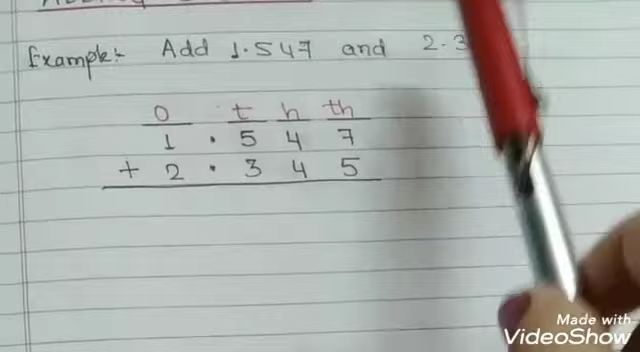 Example:- Add 1.547 and 2.3
O t h th
1 . 5 4 7
+ 2 . 3 4 5
Made with
VideoShow